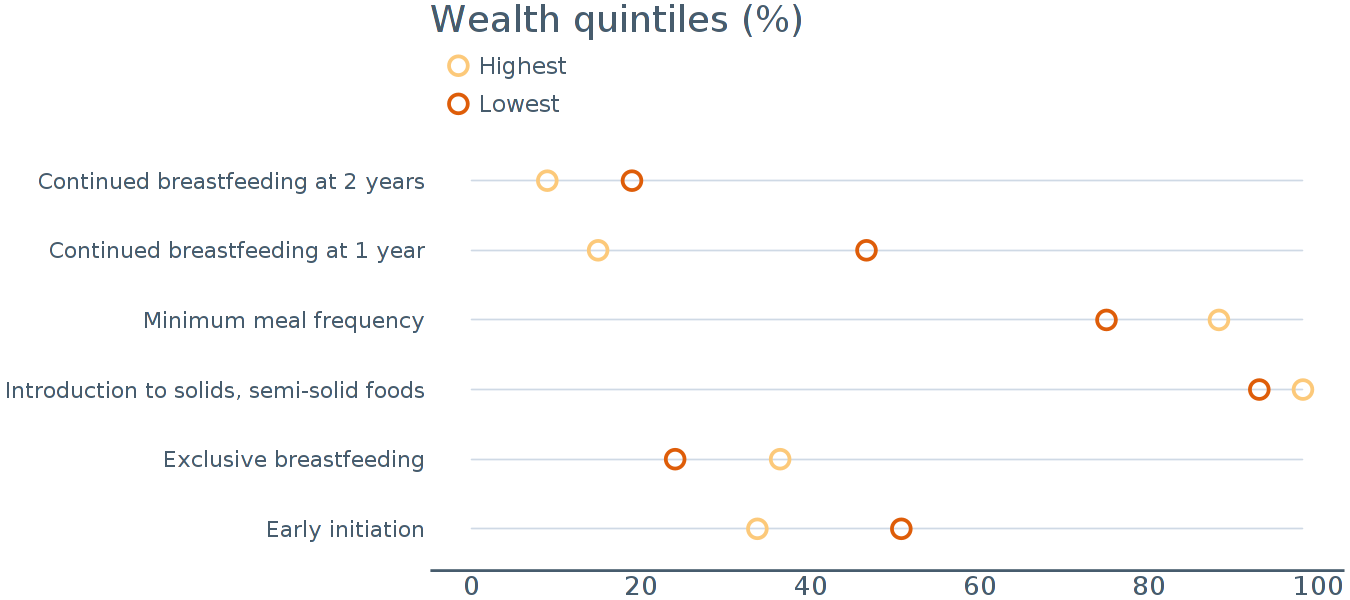 Wealth quintiles (%)
Highest
Lowest
Continued breastfeeding at 2 years
Continued breastfeeding at 1 year
Minimum meal frequency
Introduction to solids, semi-solid foods
Exclusive breastfeeding
Early initiation
0 20 40 60 80 100